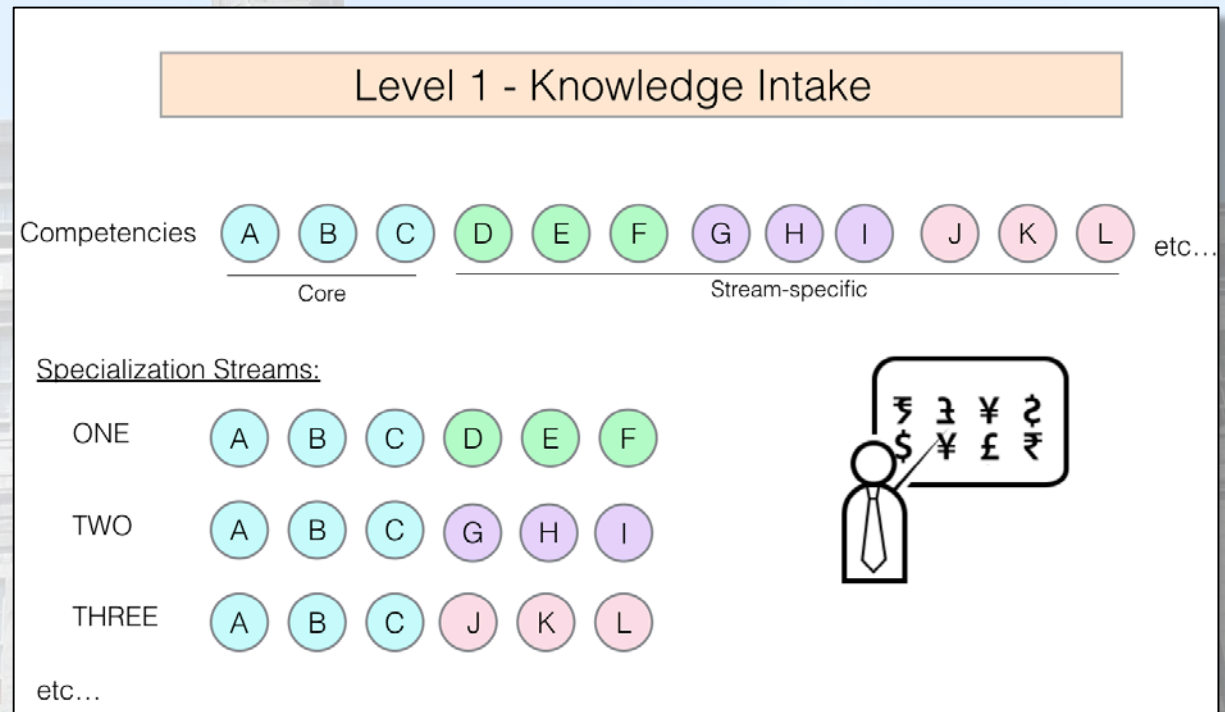 Level 1 - Knowledge Intake
Competencies A B C D E F G H I J K L etc...
Core Stream-specific
Specialization Streams:
ONE A B C D E F
TWO A B C G H I
THREE A B C J K L
etc...
₹ £ ¥ $
$ ¥ £ ₹